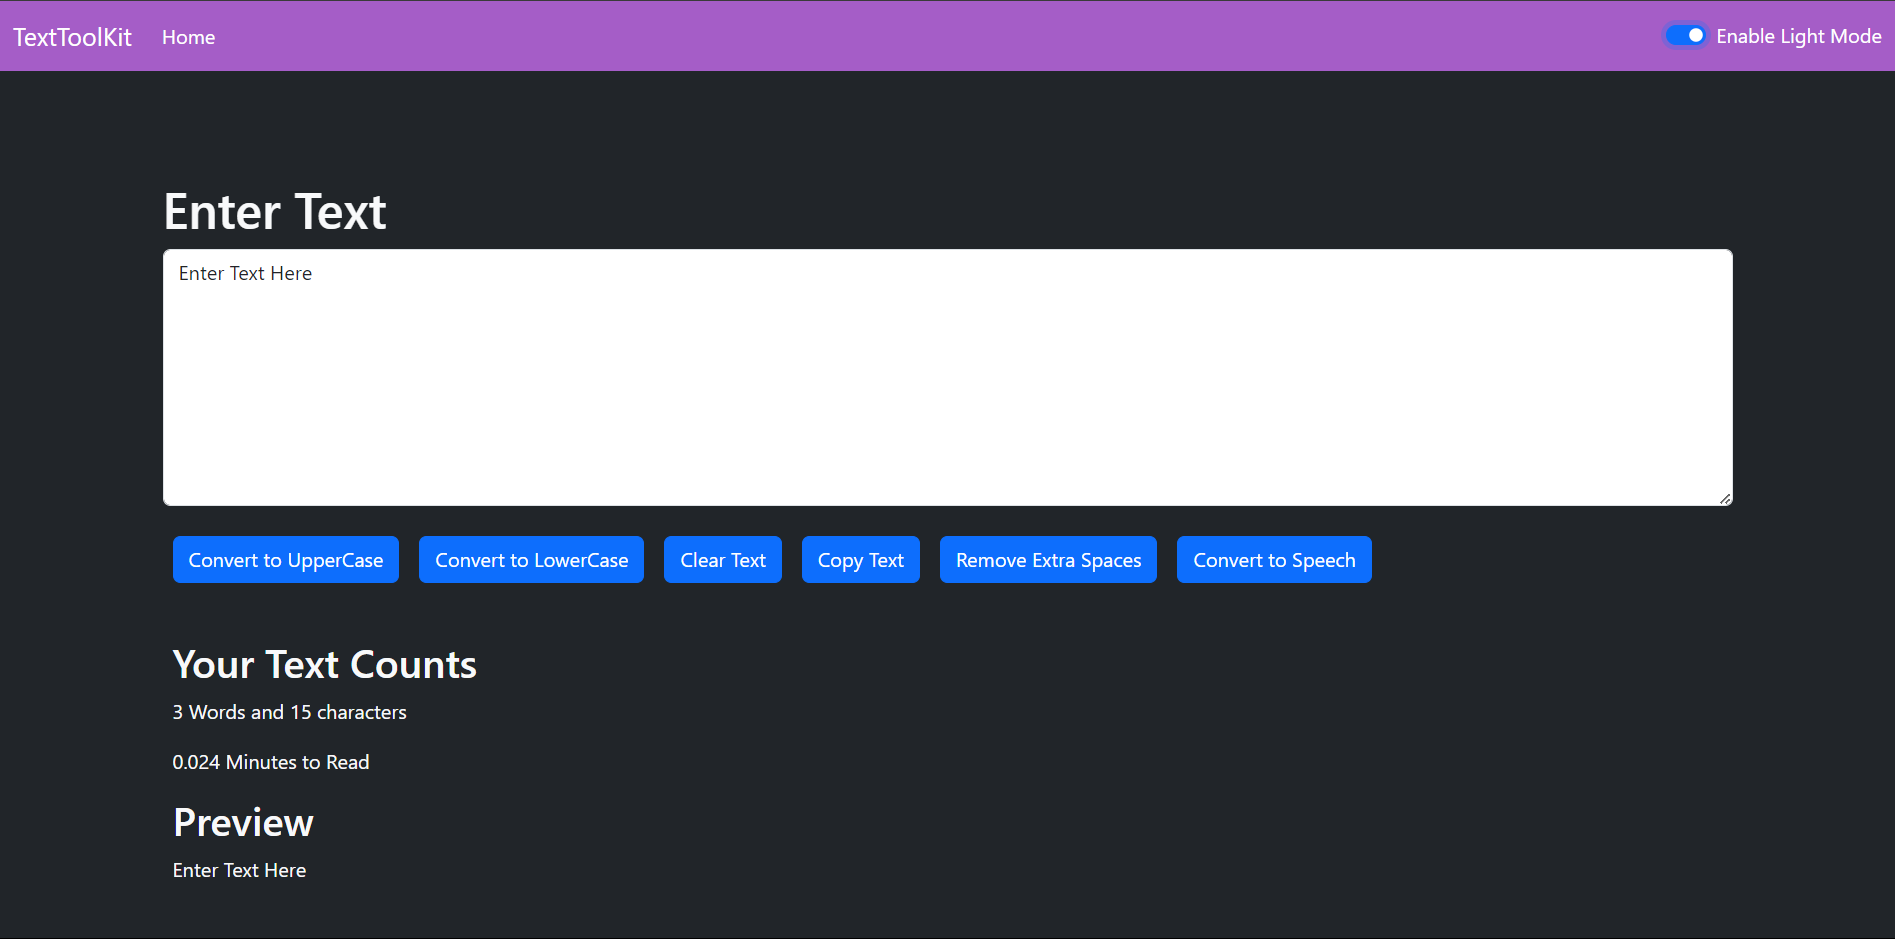 TextToolKit Home Enable Light Mode
Enter Text
Enter Text Here
Convert to UpperCase Convert to LowerCase Clear Text Copy Text Remove Extra Spaces Convert to Speech
Your Text Counts
3 Words and 15 characters
0.024 Minutes to Read
Preview
Enter Text Here